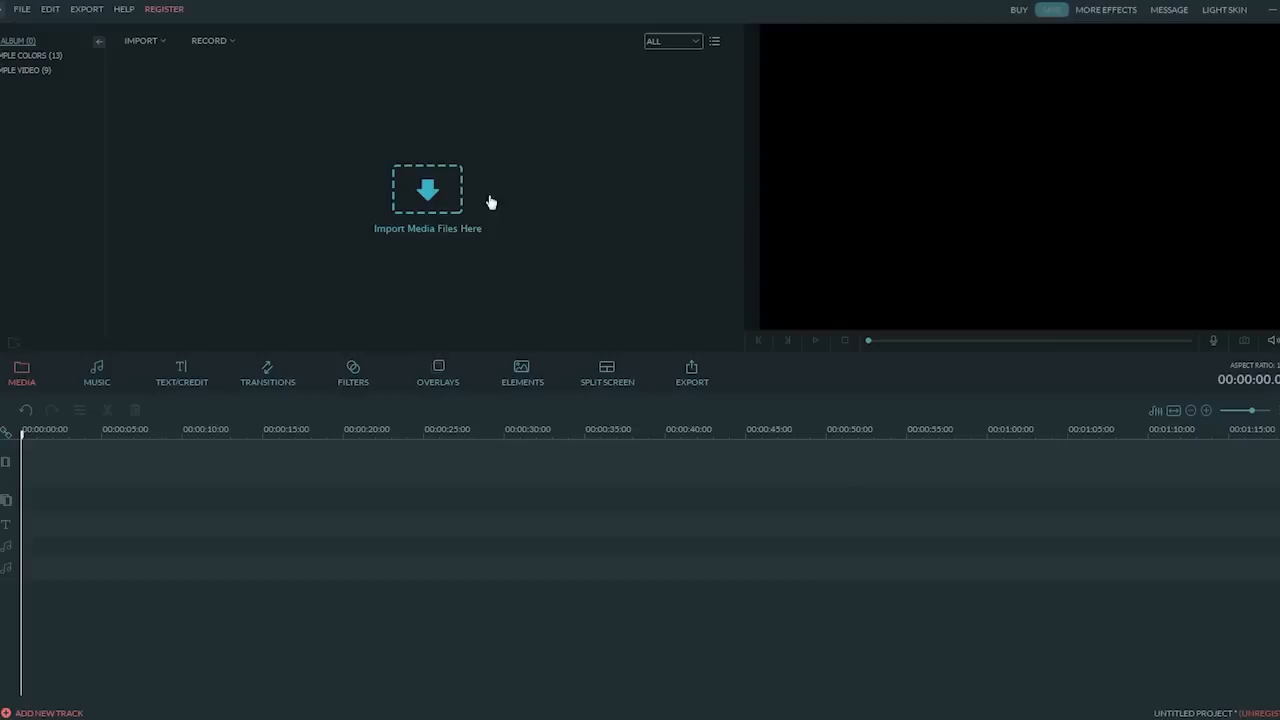 FILE EDIT EXPORT HELP REGISTER
BUY MORE EFFECTS MESSAGE LIGHT SKIN
ALBUM (0)
MPLE COLORS (13)
MPLE VIDEO (9)
IMPORT RECORD ALL
Import Media Files Here
MEDIA MUSIC TEXT/CREDIT TRANSITIONS FILTERS OVERLAYS ELEMENTS SPLIT SCREEN EXPORT
ASPECT RATIO: 1
00:00:00.0
00:00:00:00 00:00:05:00 00:00:10:00 00:00:15:00 00:00:20:00 00:00:25:00 00:00:30:00 00:00:35:00 00:00:40:00 00:00:45:00 00:00:50:00 00:00:55:00 00:01:00:00 00:01:05:00 00:01:10:00 00:01:15:00
ADD NEW TRACK
UNTITLED PROJECT * (UNREGIS